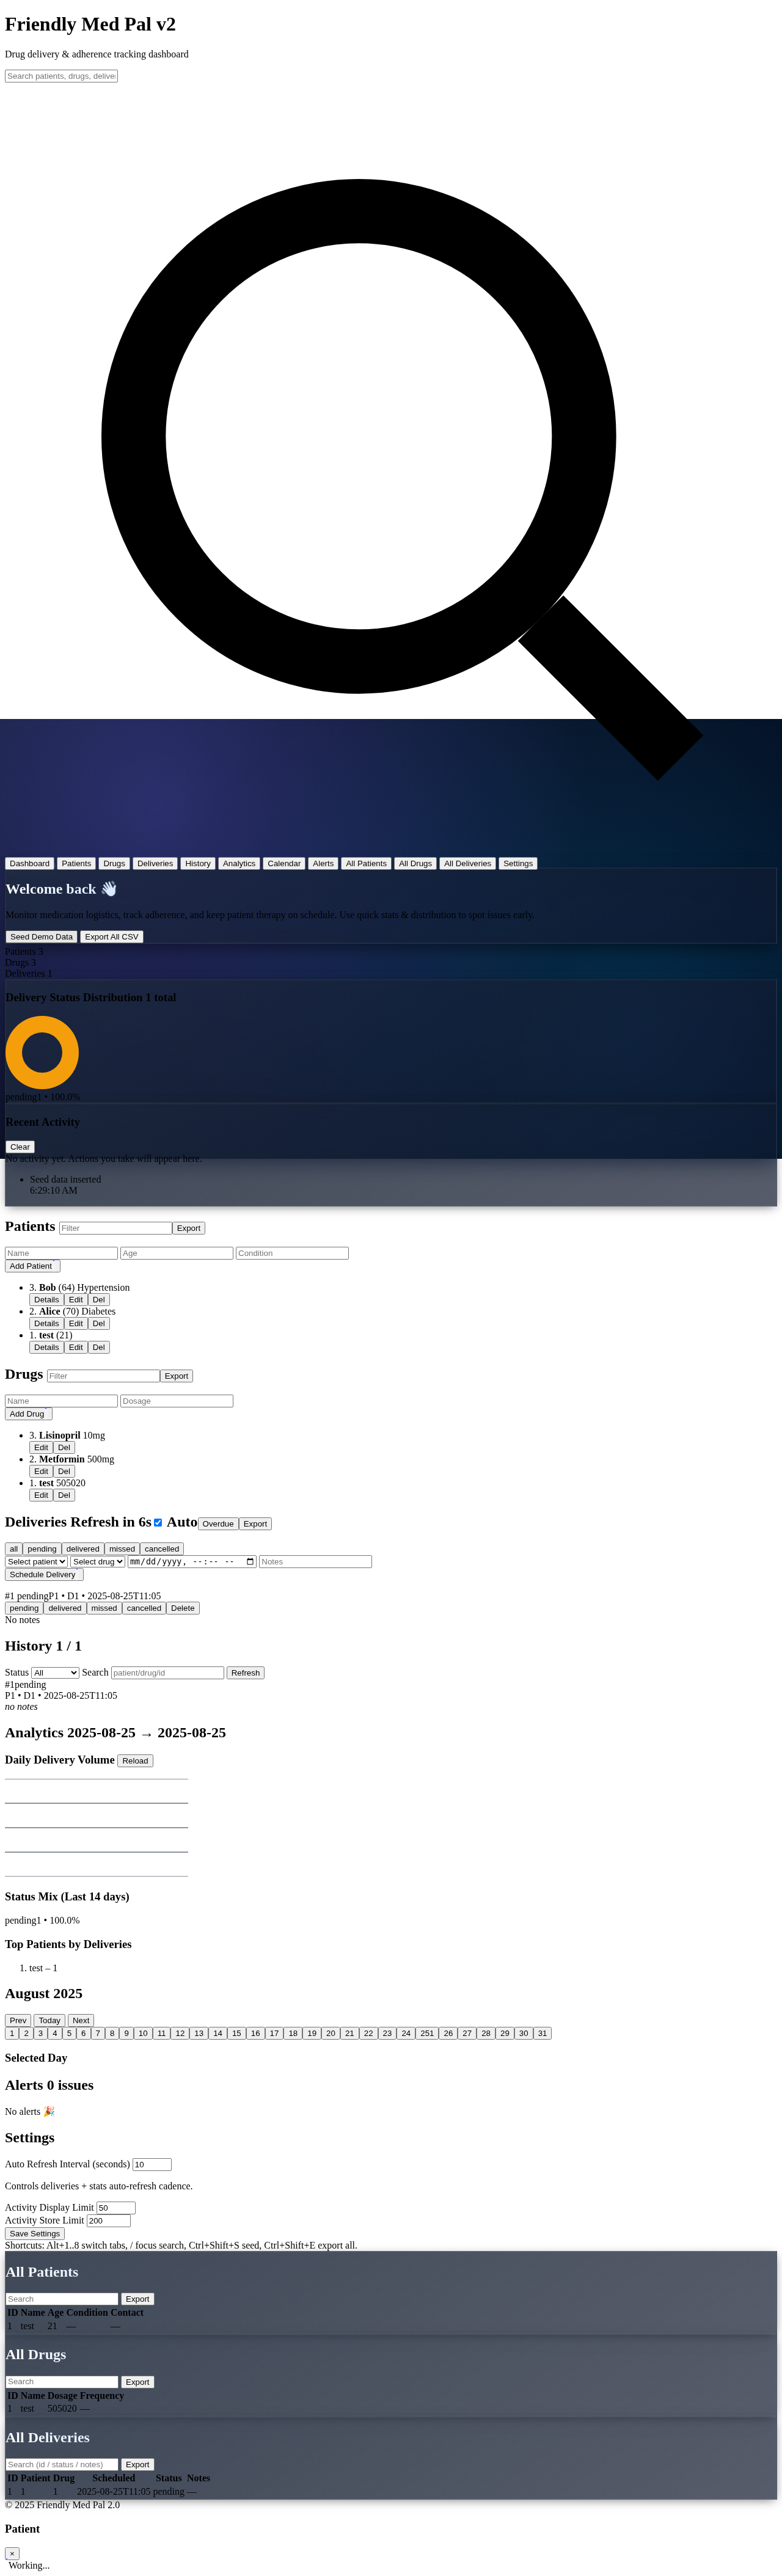 Friendly Med Pal v2
Drug delivery & adherence tracking dashboard
Search patients, drugs, deliver
Dashboard Patients Drugs Deliveries History Analytics Calendar Alerts All Patients All Drugs All Deliveries Settings
Welcome back 👋
Monitor medication logistics, track adherence, and keep patient therapy on schedule. Use quick stats & distribution to spot issues early.
Seed Demo Data Export All CSV
Patients 3
Drugs 3
Deliveries 1
Delivery Status Distribution 1 total
pending1 • 100.0%
Recent Activity
Clear
No activity yet. Actions you take will appear here.
• Seed data inserted
6:29:10 AM
Patients Filter Export
Name Age Condition
Add Patient
• 3. Bob (64) Hypertension
Details Edit Del
• 2. Alice (70) Diabetes
Details Edit Del
• 1. test (21)
Details Edit Del
Drugs Filter Export
Name Dosage
Add Drug
• 3. Lisinopril 10mg
Edit Del
• 2. Metformin 500mg
Edit Del
• 1. test 505020
Edit Del
Deliveries Refresh in 6s Auto Overdue Export
all pending delivered missed cancelled
Select patient Select drug mm/dd/yyyy, --:-- -- Notes
Schedule Delivery
#1 pendingP1 • D1 • 2025-08-25T11:05
pending delivered missed cancelled Delete
No notes
History 1 / 1
Status All Search patient/drug/id Refresh
#1pending
P1 • D1 • 2025-08-25T11:05
no notes
Analytics 2025-08-25 → 2025-08-25
Daily Delivery Volume Reload
Status Mix (Last 14 days)
pending1 • 100.0%
Top Patients by Deliveries
1. test – 1
August 2025
Prev Today Next
1 2 3 4 5 6 7 8 9 10 11 12 13 14 15 16 17 18 19 20 21 22 23 24 251 26 27 28 29 30 31
Selected Day
Alerts 0 issues
No alerts 🎉
Settings
Auto Refresh Interval (seconds) 10
Controls deliveries + stats auto-refresh cadence.
Activity Display Limit 50
Activity Store Limit 200
Save Settings
Shortcuts: Alt+1..8 switch tabs, / focus search, Ctrl+Shift+S seed, Ctrl+Shift+E export all.
All Patients
Search Export
ID Name Age Condition Contact
1 test 21 — —
All Drugs
Search Export
ID Name Dosage Frequency
1 test 505020 —
All Deliveries
Search (id / status / notes) Export
ID Patient Drug Scheduled Status Notes
1 1 1 2025-08-25T11:05 pending —
© 2025 Friendly Med Pal 2.0
Patient
×
Working...